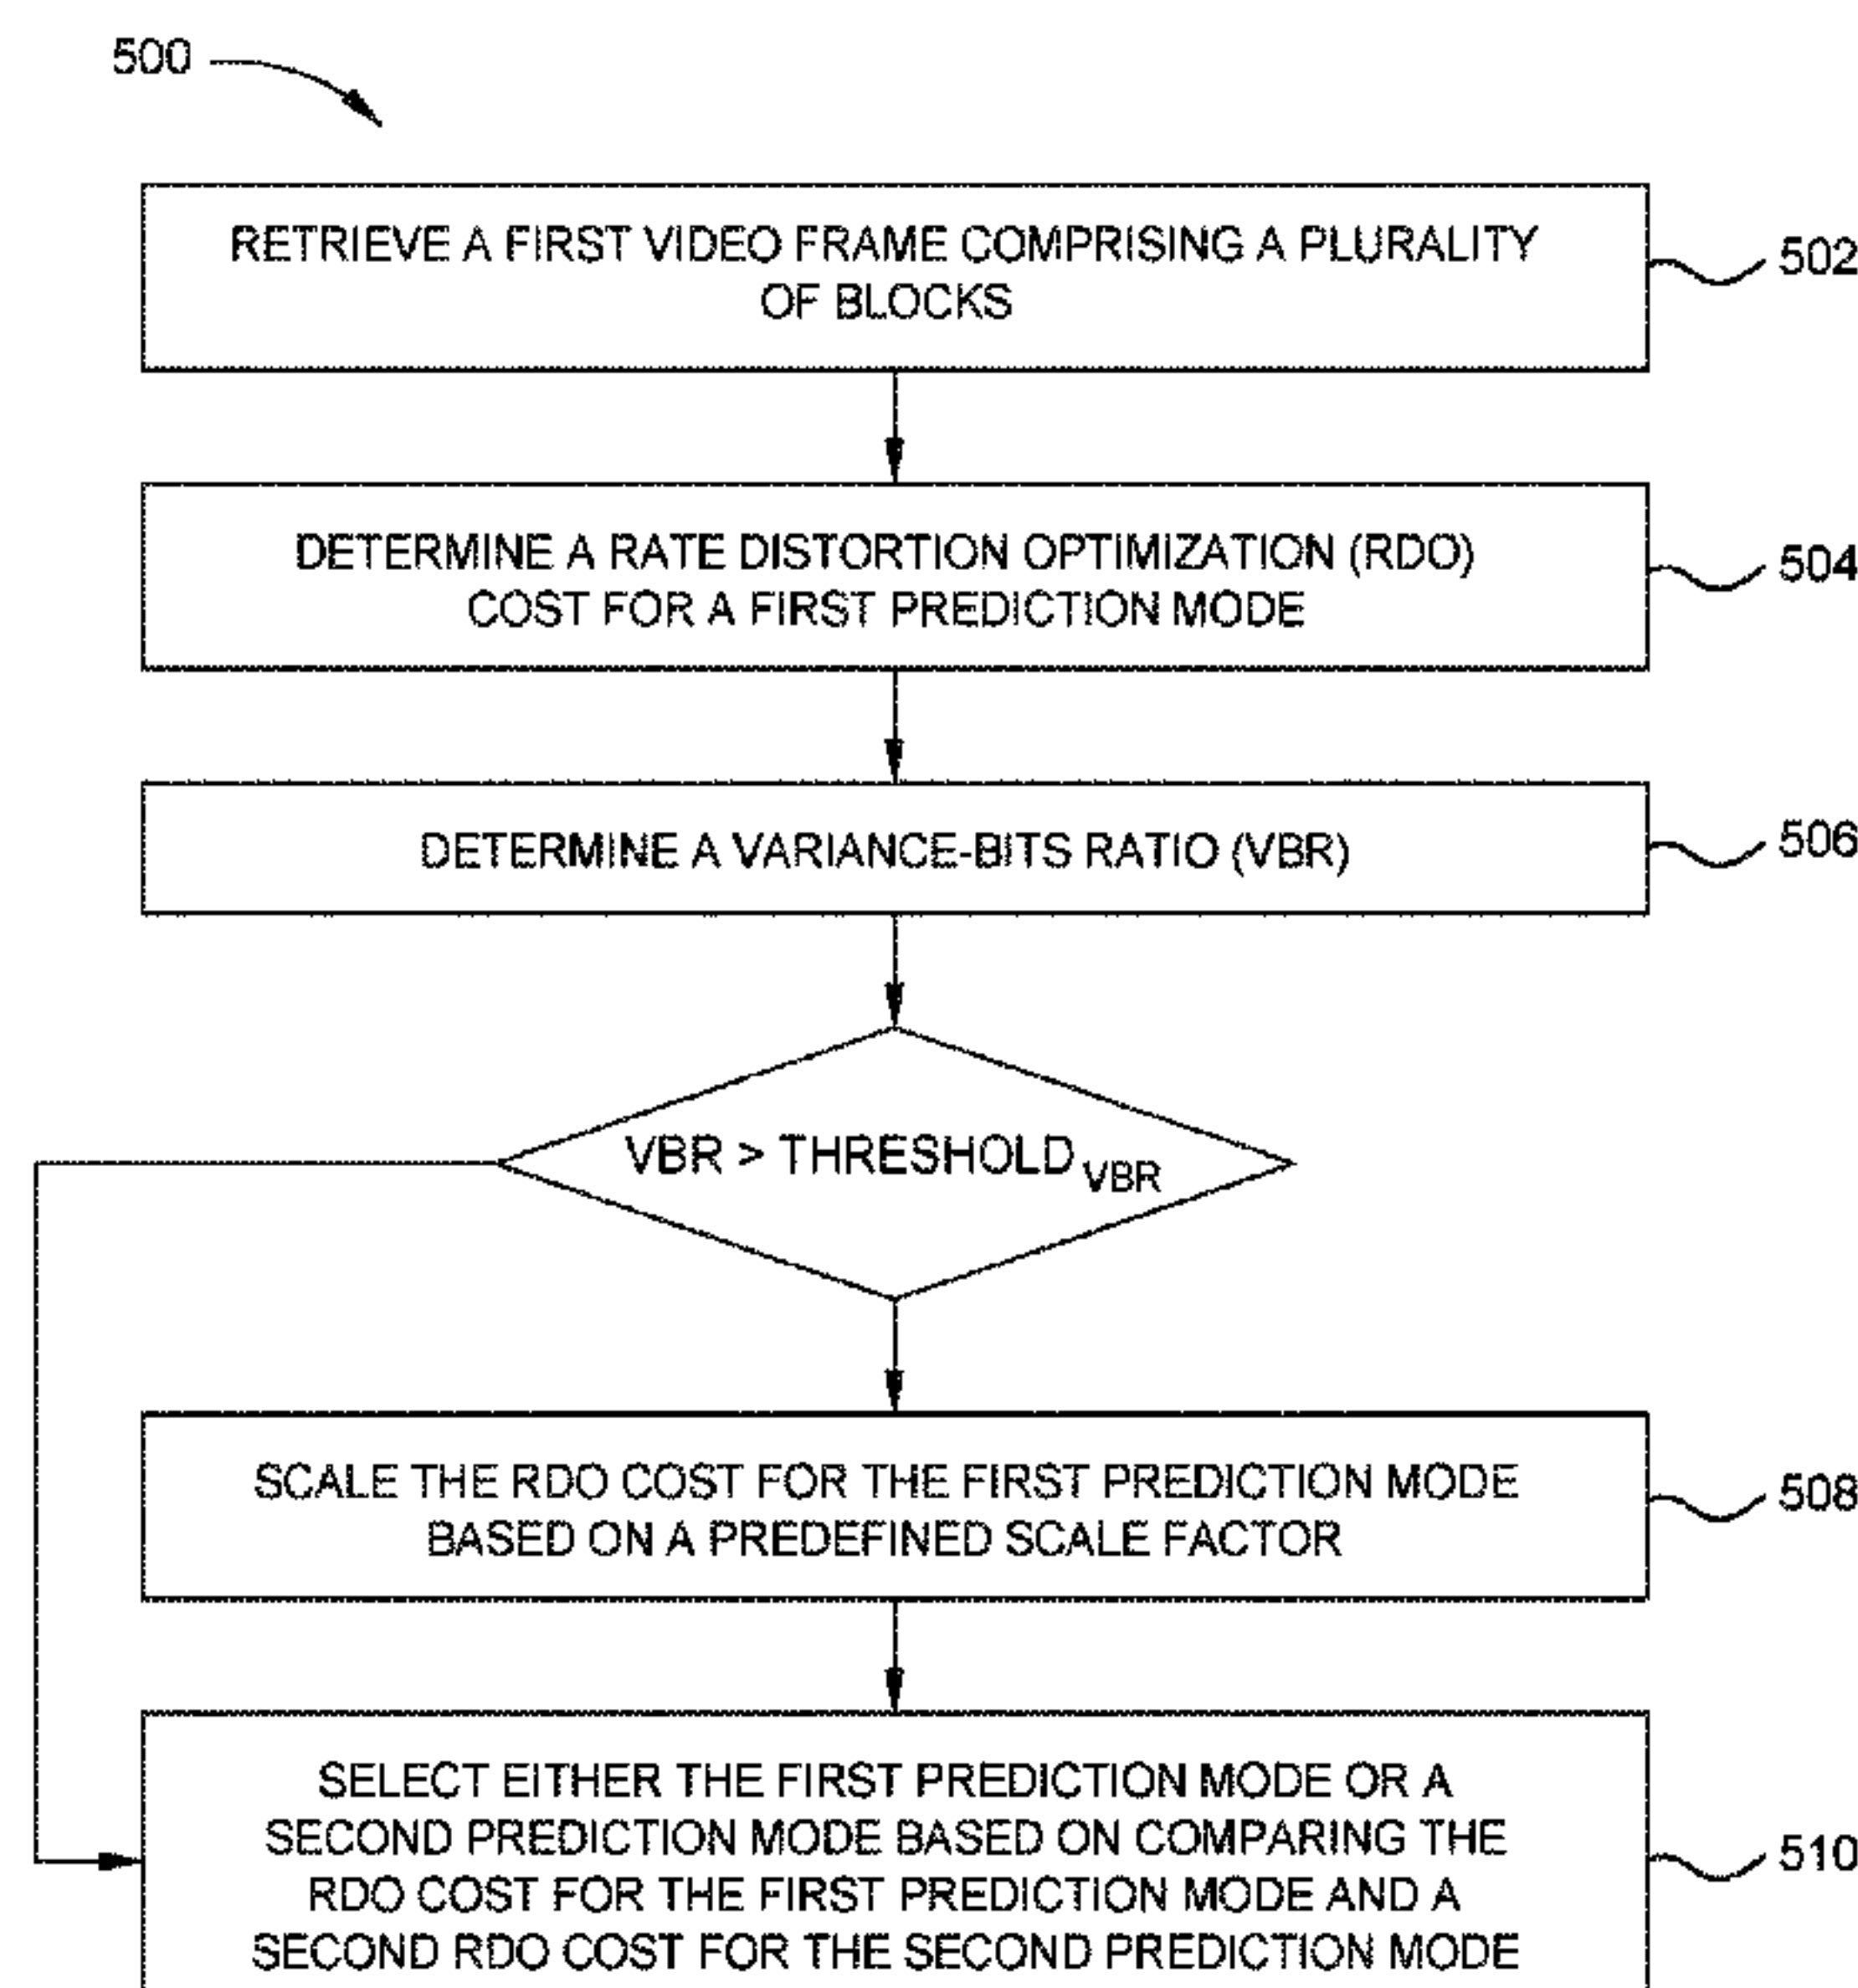 500
RETRIEVE A FIRST VIDEO FRAME COMPRISING A PLURALITY
OF BLOCKS
502
DETERMINE A RATE DISTORTION OPTIMIZATION (RDO)
COST FOR A FIRST PREDICTION MODE
504
DETERMINE A VARIANCE-BITS RATIO (VBR)
506
VBR > THRESHOLD VBR
SCALE THE RDO COST FOR THE FIRST PREDICTION MODE
BASED ON A PREDEFINED SCALE FACTOR
508
SELECT EITHER THE FIRST PREDICTION MODE OR A
SECOND PREDICTION MODE BASED ON COMPARING THE
RDO COST FOR THE FIRST PREDICTION MODE AND A
SECOND RDO COST FOR THE SECOND PREDICTION MODE
510